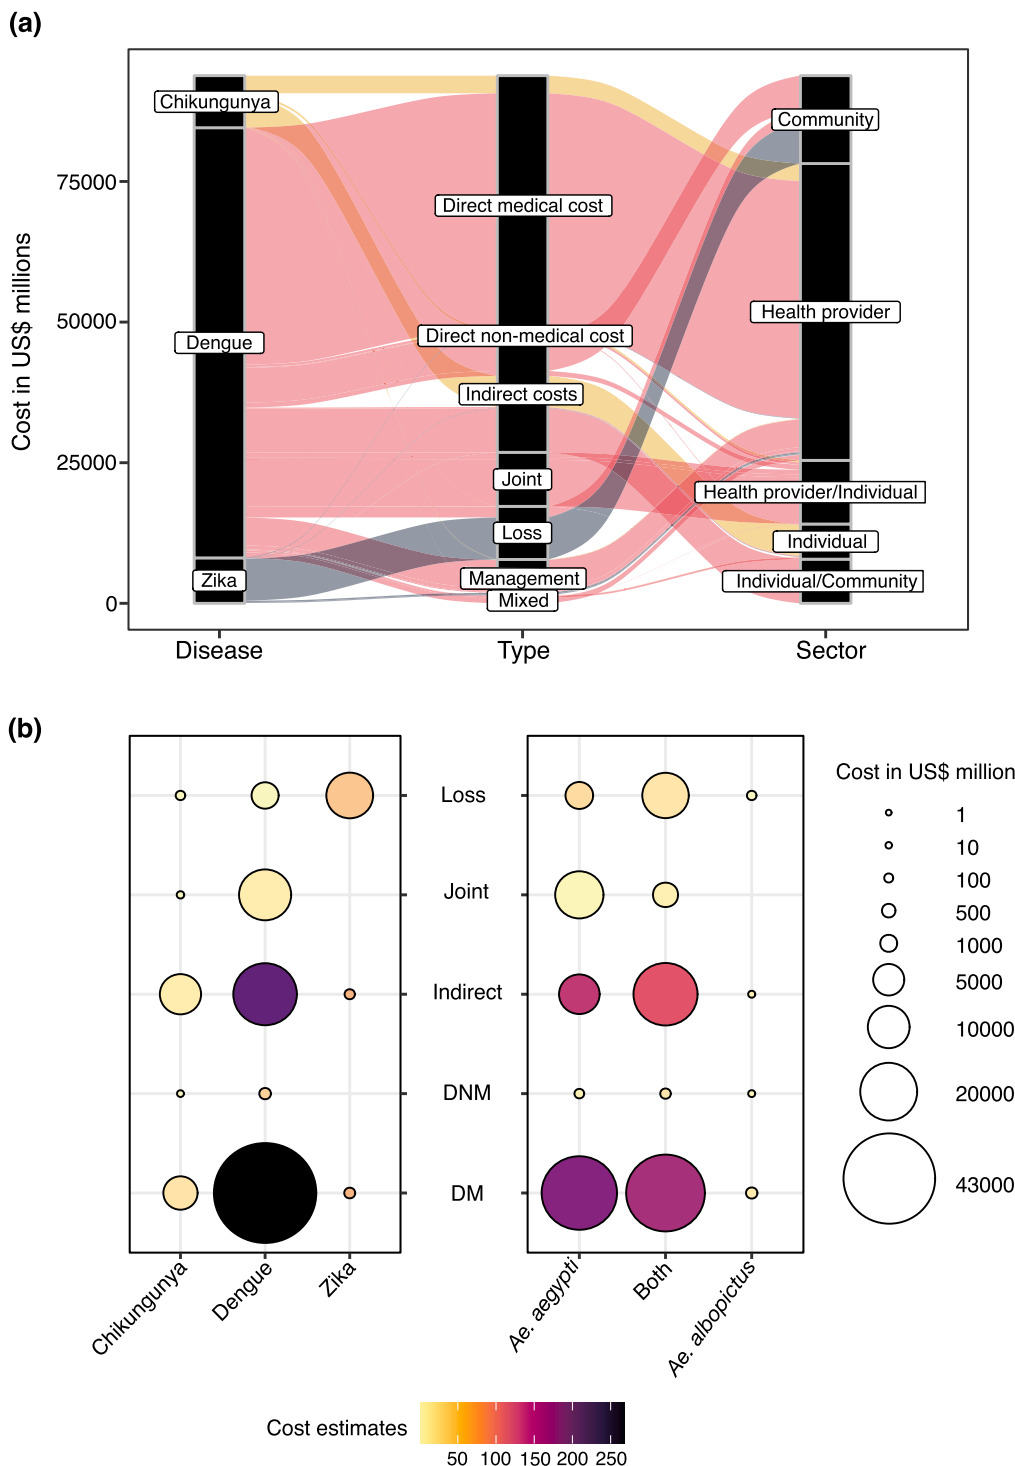 (a)
Cost in US$ millions
75000
50000
25000
0
Chikungunya
Dengue
Zika
Direct medical cost
Direct non-medical cost
Indirect costs
Joint
Loss
Management
Mixed
Community
Health provider
Health provider/Individual
Individual
Individual/Community
Disease
Type
Sector
(b)
Loss
Joint
Indirect
DNM
DM
Chikungunya
Dengue
Zika
Ae. aegypti
Both
Ae. albopictus
Cost in US$ million
1
10
100
500
1000
5000
10000
20000
43000
Cost estimates
50 100 150 200 250